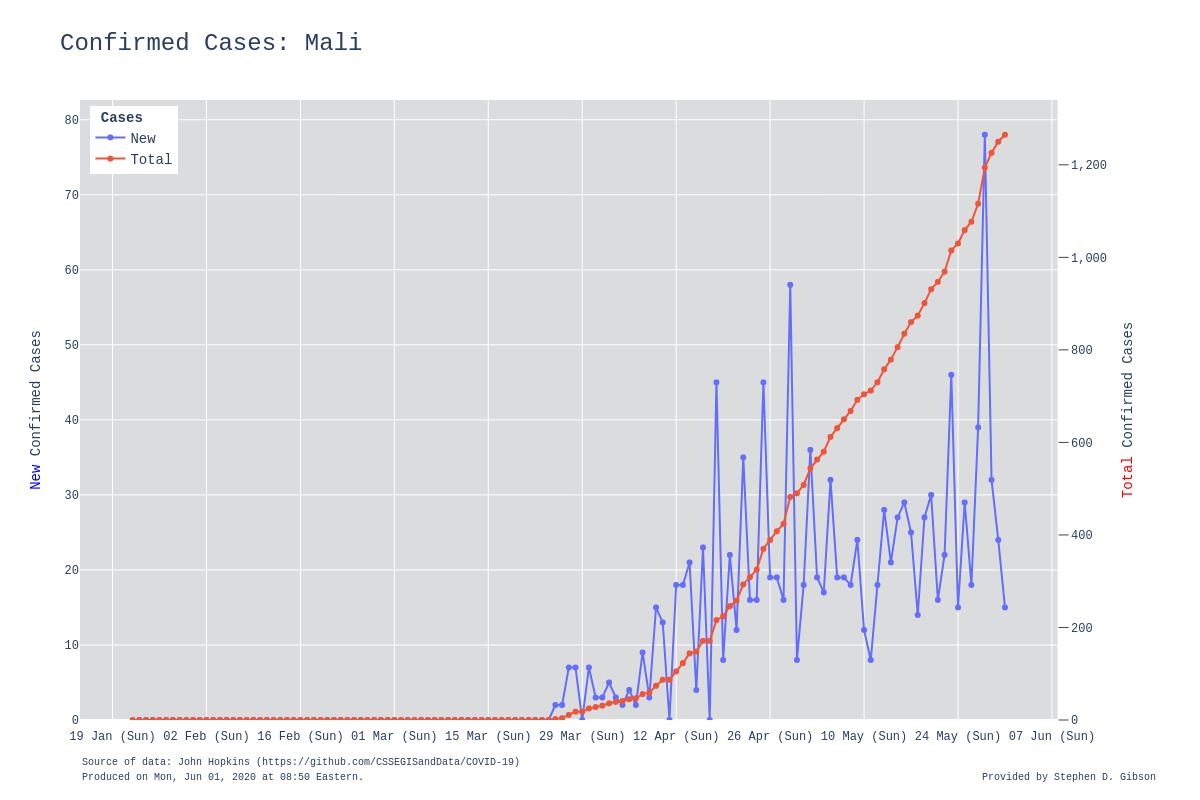 Confirmed Cases: Mali
Cases
New
Total
80
70
60
50
40
30
20
10
0
1,200
1,000
800
600
400
200
0
New Confirmed Cases
Total Confirmed Cases
19 Jan (Sun) 02 Feb (Sun) 16 Feb (Sun) 01 Mar (Sun) 15 Mar (Sun) 29 Mar (Sun) 12 Apr (Sun) 26 Apr (Sun) 10 May (Sun) 24 May (Sun) 07 Jun (Sun)
Source of data: John Hopkins (https://github.com/CSSEGISandData/COVID-19)
Produced on Mon, Jun 01, 2020 at 08:50 Eastern.
Provided by Stephen D. Gibson